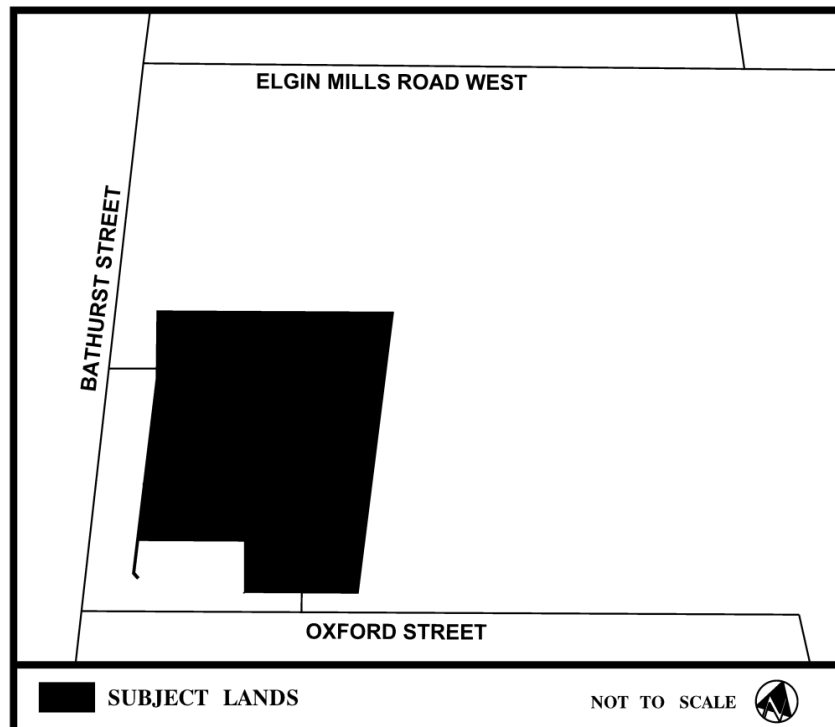 ELGIN MILLS ROAD WEST
BATHURST STREET
OXFORD STREET
SUBJECT LANDS
NOT TO SCALE